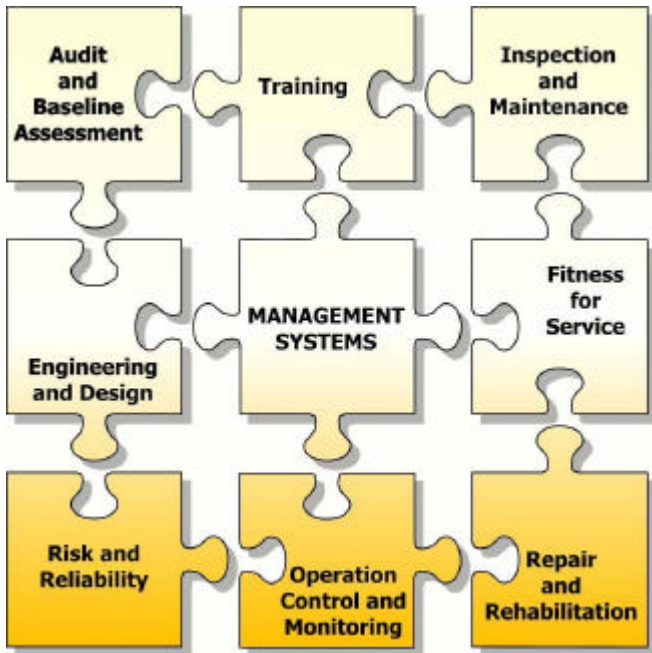 Audit
and
Baseline
Assessment
Training
Inspection
and
Maintenance
Engineering
and Design
MANAGEMENT
SYSTEMS
Fitness
for
Service
Risk and
Reliability
Operation
Control and
Monitoring
Repair
and
Rehabilitation